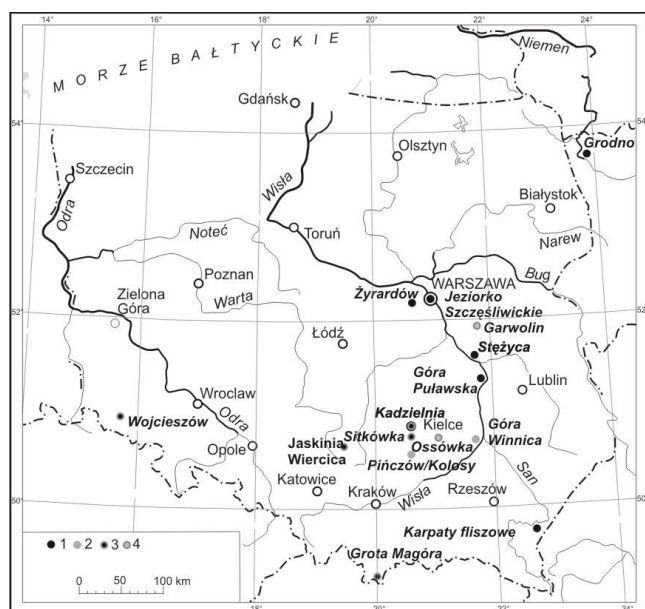 14° 16° 18° 20° 22° 24°
MORZE BAŁTYCKIE
Niemen
Gdańsk
54° 54°
Olsztyn
Grodno
Szczecin
Wisła
Odra
Białystok
Toruń
Noteć
Narew
Bug
Poznan
WARSZAWA
Żyrardów
Jeziorko
Szczęśliwickie
Warta
Zielona
Góra
52° 52°
Garwolin
Łódź
Stężyca
Góra
Puławska
Lublin
Wrocław
Odra
Kadzielnia
Wojcieszów
Kielce
Góra
Winnica
Jaskinia
Wiercica
Sitkówka
Ossówka
Opole
Pińczów/Kolosy
San
Katowice
50° 50°
Kraków
Wisła
Rzeszów
Karpaty fliszowe
1 2 3 4
Grota Magóra
0 50 100 km
18° 20° 22°